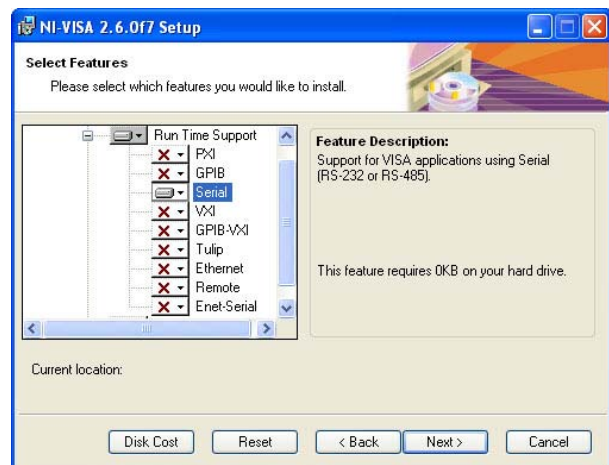 NI-VISA 2.6.0f7 Setup
Select Features
Please select which features you would like to install.
Run Time Support
PXI
GPIB
Serial
VXI
GPIB-VXI
Tulip
Ethernet
Remote
Enet-Serial
Feature Description:
Support for VISA applications using Serial
(RS-232 or RS-485).
This feature requires 0KB on your hard drive.
Current location:
Disk Cost
Reset
< Back
Next >
Cancel